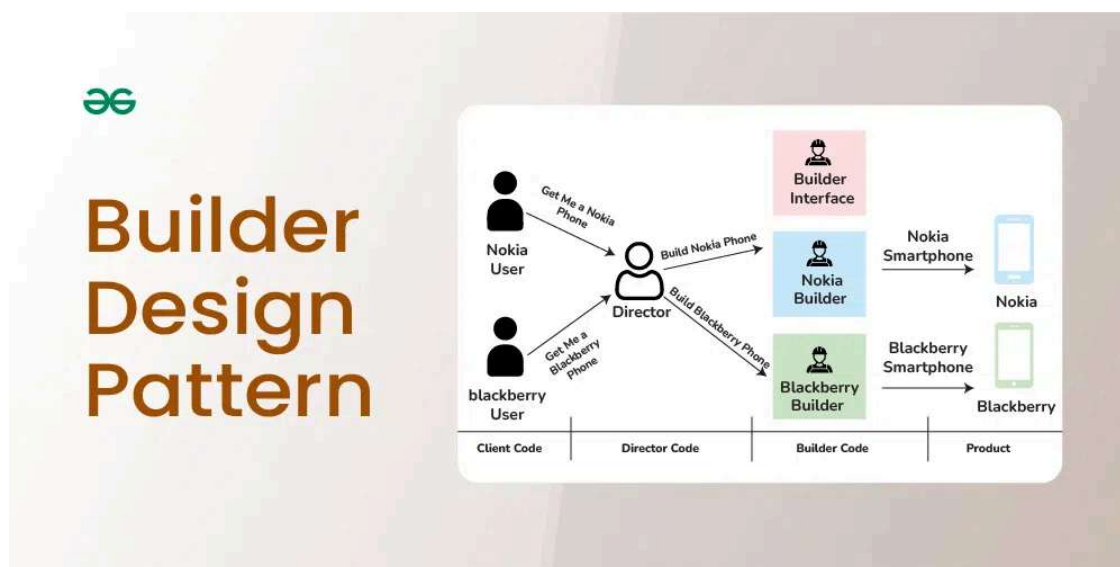 Builder
Design
Pattern
Nokia
User
Get Me a Nokia
Phone
blackberry
User
Get Me a
Blackberry
Phone
Director
Build Nokia Phone
Build Blackberry Phone
Builder
Interface
Nokia
Builder
Blackberry
Builder
Nokia
Smartphone
Nokia
Blackberry
Smartphone
Blackberry
Client Code
Director Code
Builder Code
Product